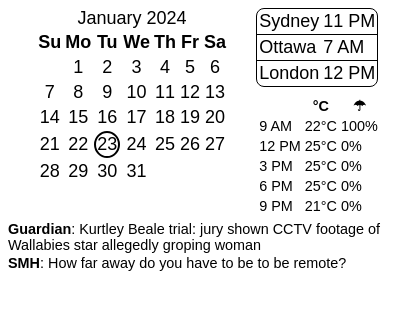 January 2024
Su Mo Tu We Th Fr Sa
1 2 3 4 5 6
7 8 9 10 11 12 13
14 15 16 17 18 19 20
21 22 23 24 25 26 27
28 29 30 31
Sydney 11 PM
Ottawa 7 AM
London 12 PM
°C ☂
9 AM 22°C 100%
12 PM 25°C 0%
3 PM 25°C 0%
6 PM 25°C 0%
9 PM 21°C 0%
Guardian: Kurtley Beale trial: jury shown CCTV footage of
Wallabies star allegedly groping woman
SMH: How far away do you have to be to be remote?